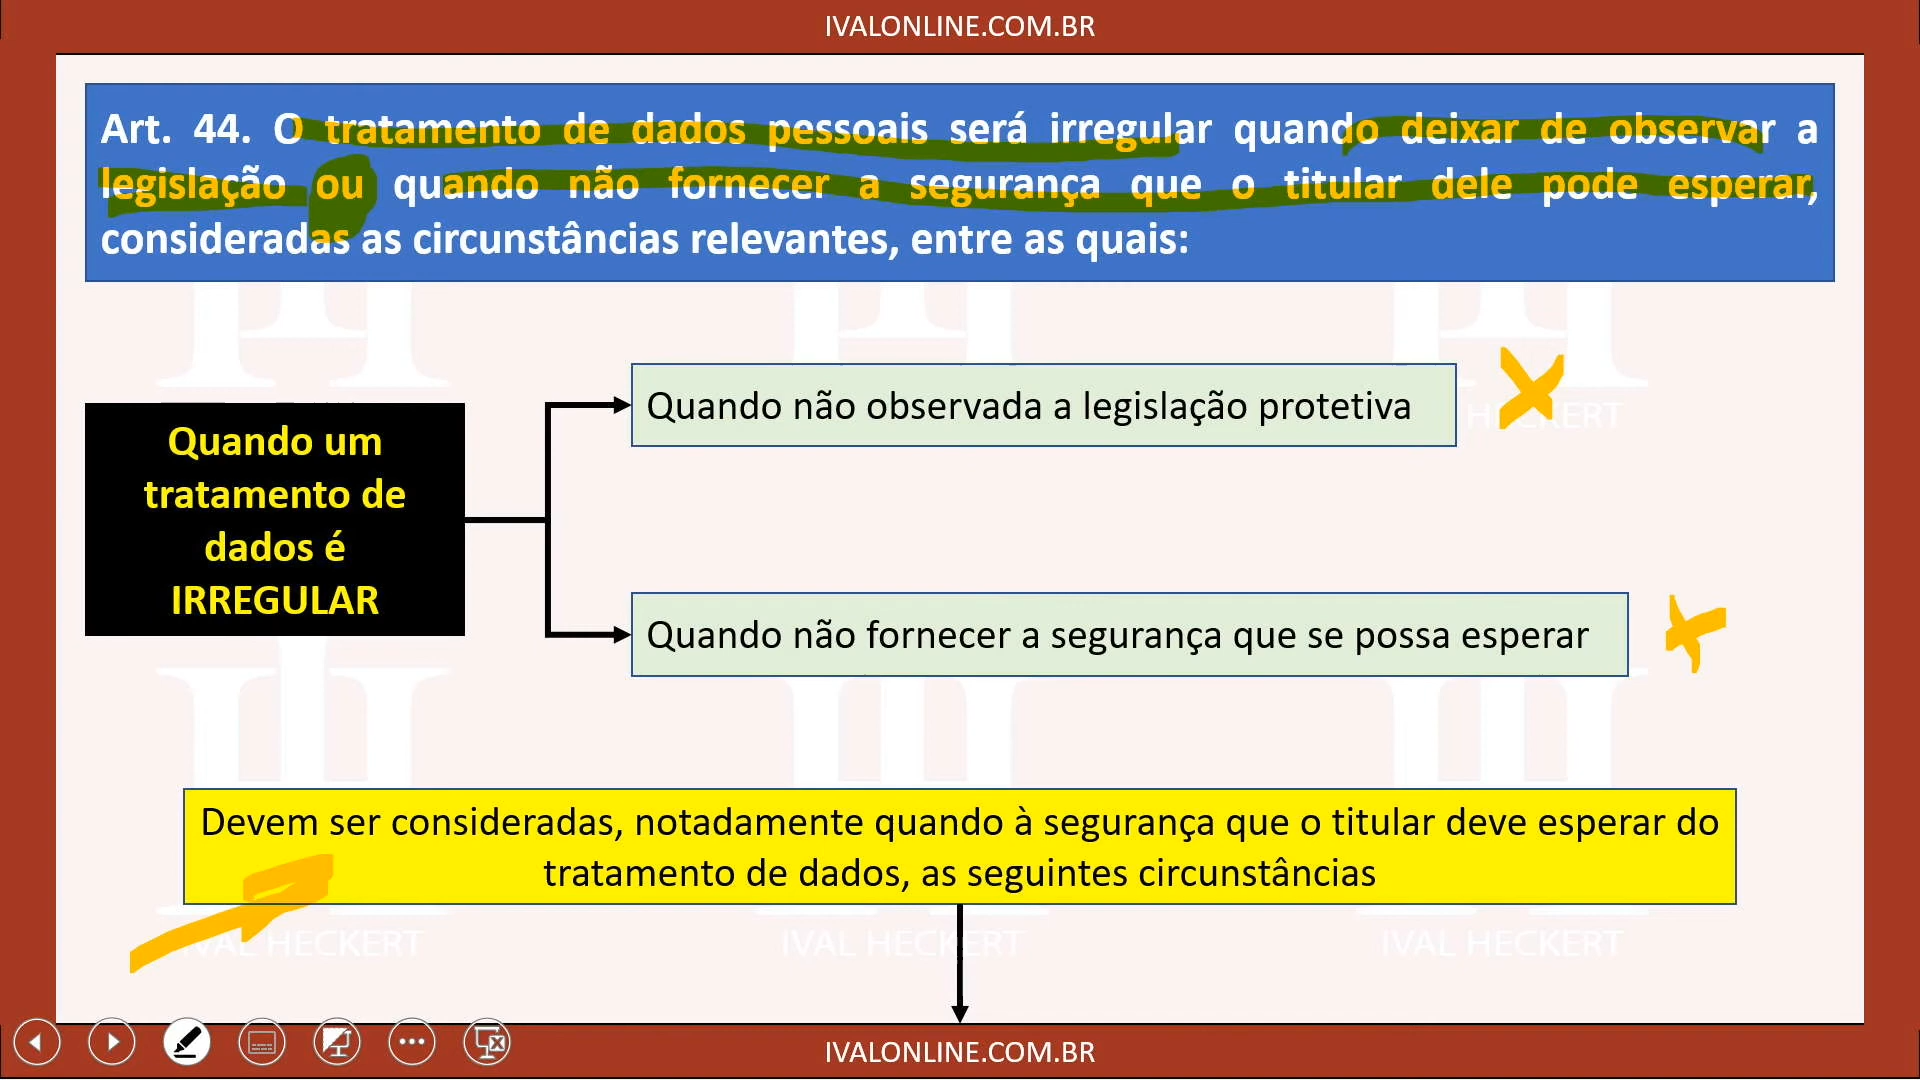 IVALONLINE.COM.BR
Art. 44. O tratamento de dados pessoais será irregular quando deixar de observar a
legislação ou quando não fornecer a segurança que o titular dele pode esperar,
consideradas as circunstâncias relevantes, entre as quais:
Quando não observada a legislação protetiva
HECKERT
Quando um
tratamento de
dados é
IRREGULAR
Quando não fornecer a segurança que se possa esperar
Devem ser consideradas, notadamente quando à segurança que o titular deve esperar do
tratamento de dados, as seguintes circunstâncias
IVAL HECKERT IVAL HECKERT IVAL HECKERT
IVALONLINE.COM.BR